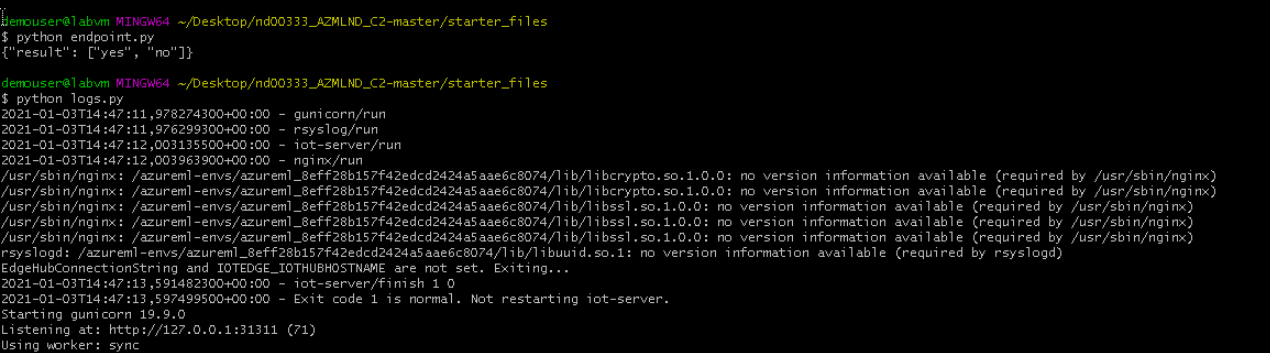 demouser@labvm MINGW64 ~/Desktop/nd00333_AZMLND_C2-master/starter_files
$ python endpoint.py
{"result": ["yes", "no"]}
demouser@labvm MINGW64 ~/Desktop/nd00333_AZMLND_C2-master/starter_files
$ python logs.py
2021-01-03T14:47:11,978274300+00:00 - gunicorn/run
2021-01-03T14:47:11,976299300+00:00 - rsyslog/run
2021-01-03T14:47:12,003135500+00:00 - iot-server/run
2021-01-03T14:47:12,003963900+00:00 - nginx/run
/usr/sbin/nginx: /azureml-envs/azureml_8eff28b157f42edcd2424a5aae6c8074/lib/libcrypto.so.1.0.0: no version information available (required by /usr/sbin/nginx)
/usr/sbin/nginx: /azureml-envs/azureml_8eff28b157f42edcd2424a5aae6c8074/lib/libcrypto.so.1.0.0: no version information available (required by /usr/sbin/nginx)
/usr/sbin/nginx: /azureml-envs/azureml_8eff28b157f42edcd2424a5aae6c8074/lib/libssl.so.1.0.0: no version information available (required by /usr/sbin/nginx)
/usr/sbin/nginx: /azureml-envs/azureml_8eff28b157f42edcd2424a5aae6c8074/lib/libssl.so.1.0.0: no version information available (required by /usr/sbin/nginx)
/usr/sbin/nginx: /azureml-envs/azureml_8eff28b157f42edcd2424a5aae6c8074/lib/libssl.so.1.0.0: no version information available (required by /usr/sbin/nginx)
rsyslogd: /azureml-envs/azureml_8eff28b157f42edcd2424a5aae6c8074/lib/libuuid.so.1: no version information available (required by rsyslogd)
EdgeHubConnectionString and IOTEDGE_IOTHUBHOSTNAME are not set. Exiting...
2021-01-03T14:47:13,591482300+00:00 - iot-server/finish 1 0
2021-01-03T14:47:13,597499500+00:00 - Exit code 1 is normal. Not restarting iot-server.
Starting gunicorn 19.9.0
Listening at: http://127.0.0.1:31311 (71)
Using worker: sync